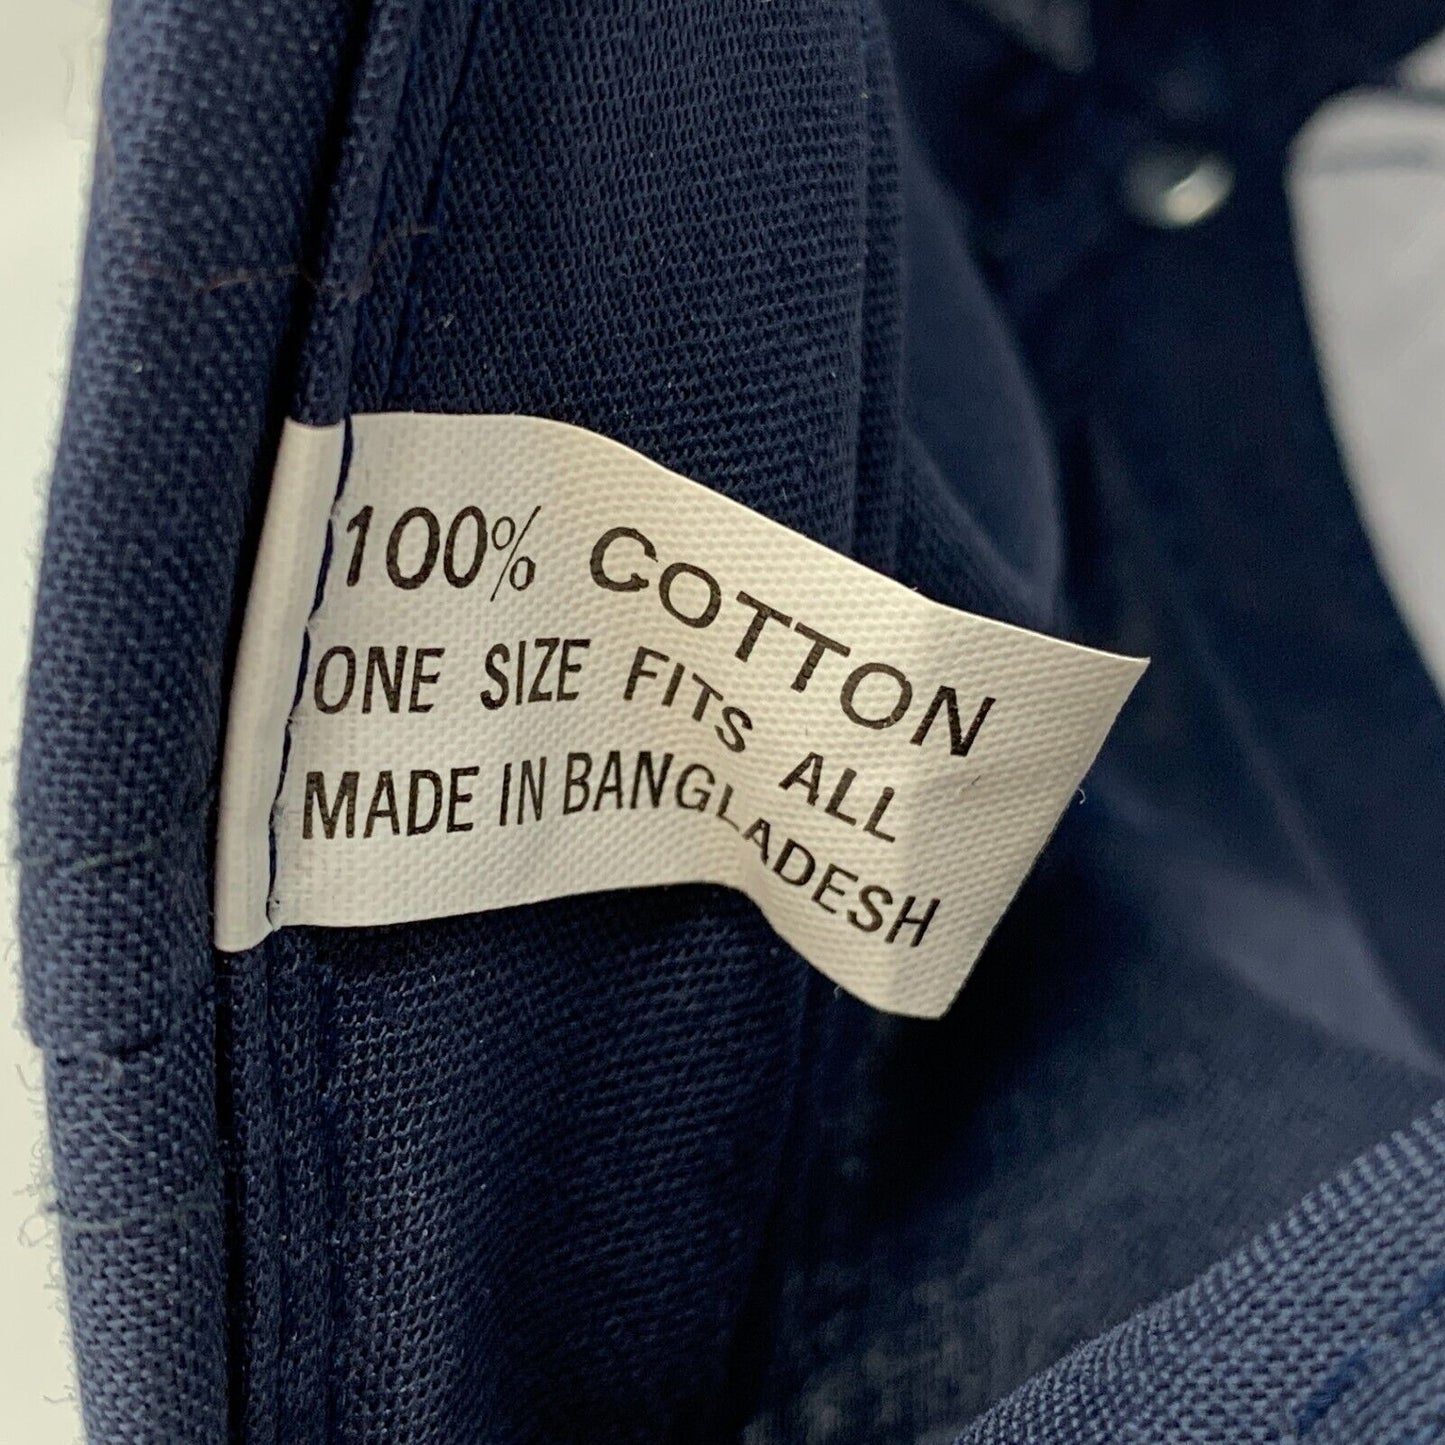 100% COTTON
ONE SIZE FITS ALL
MADE IN BANGLADESH